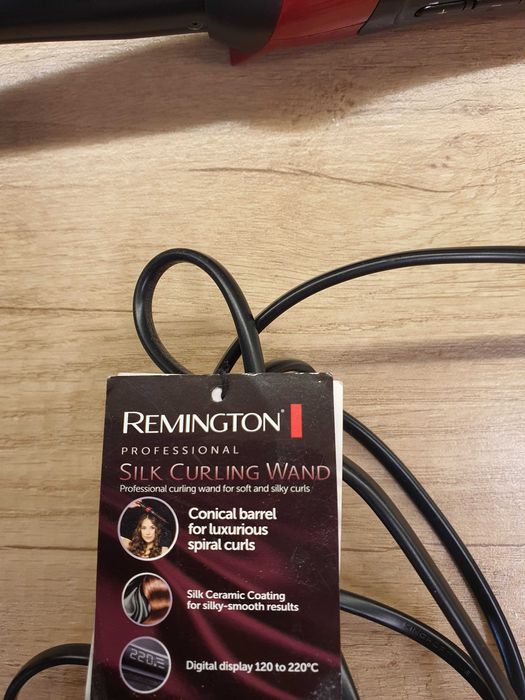 REMINGTON
PROFESSIONAL
SILK CURLING WAND
Professional curling wand for soft and silky curls
Conical barrel
for luxurious
spiral curls
Silk Ceramic Coating
for silky-smooth results
220
Digital display 120 to 220°C